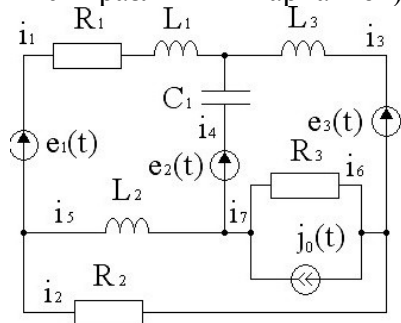 R1 L1 L3
i1 i3
C1
e1(t) i4 e3(t)
e2(t) R3 i6
L2
i5 i7 j0(t)
i2 R2